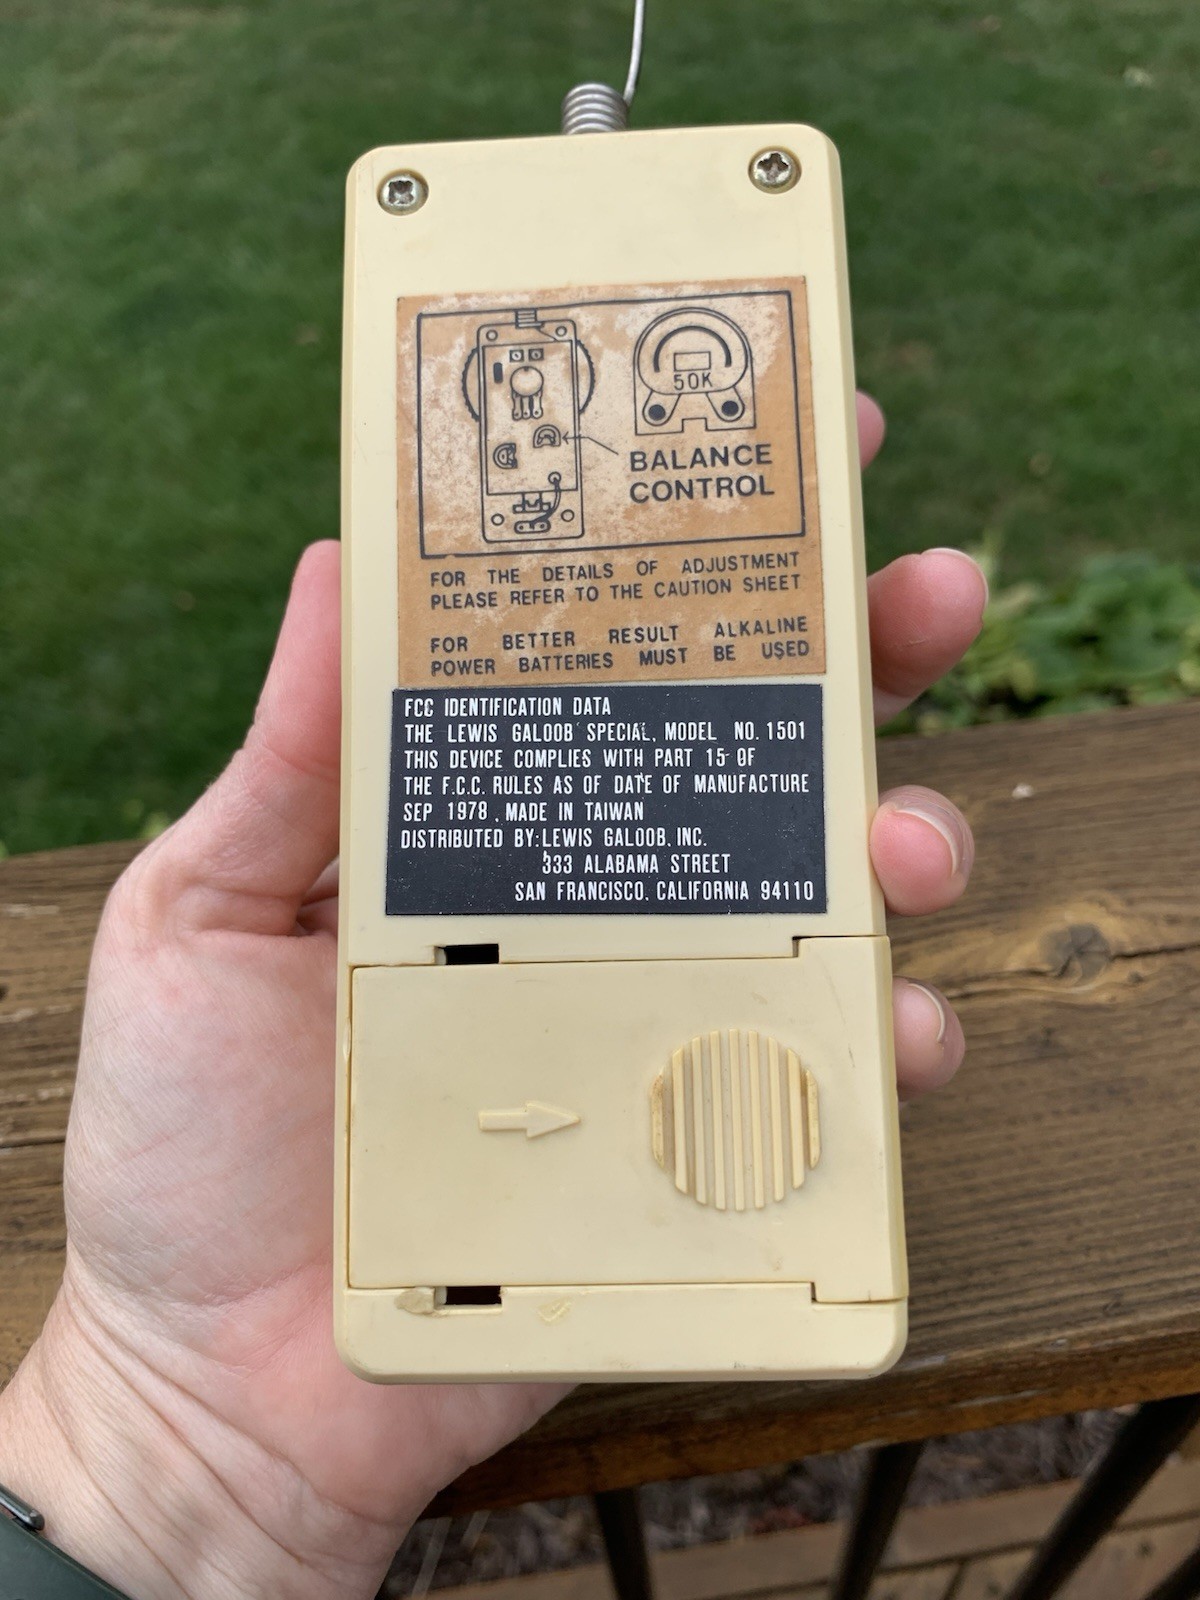 50K
BALANCE
CONTROL
FOR THE DETAILS OF ADJUSTMENT
PLEASE REFER TO THE CAUTION SHEET
FOR BETTER RESULT ALKALINE
POWER BATTERIES MUST BE USED
FCC IDENTIFICATION DATA
THE LEWIS GALOOB SPECIAL, MODEL NO. 1501
THIS DEVICE COMPLIES WITH PART 15 OF
THE F.C.C. RULES AS OF DATE OF MANUFACTURE
SEP 1978, MADE IN TAIWAN
DISTRIBUTED BY: LEWIS GALOOB, INC.
333 ALABAMA STREET
SAN FRANCISCO, CALIFORNIA 94110